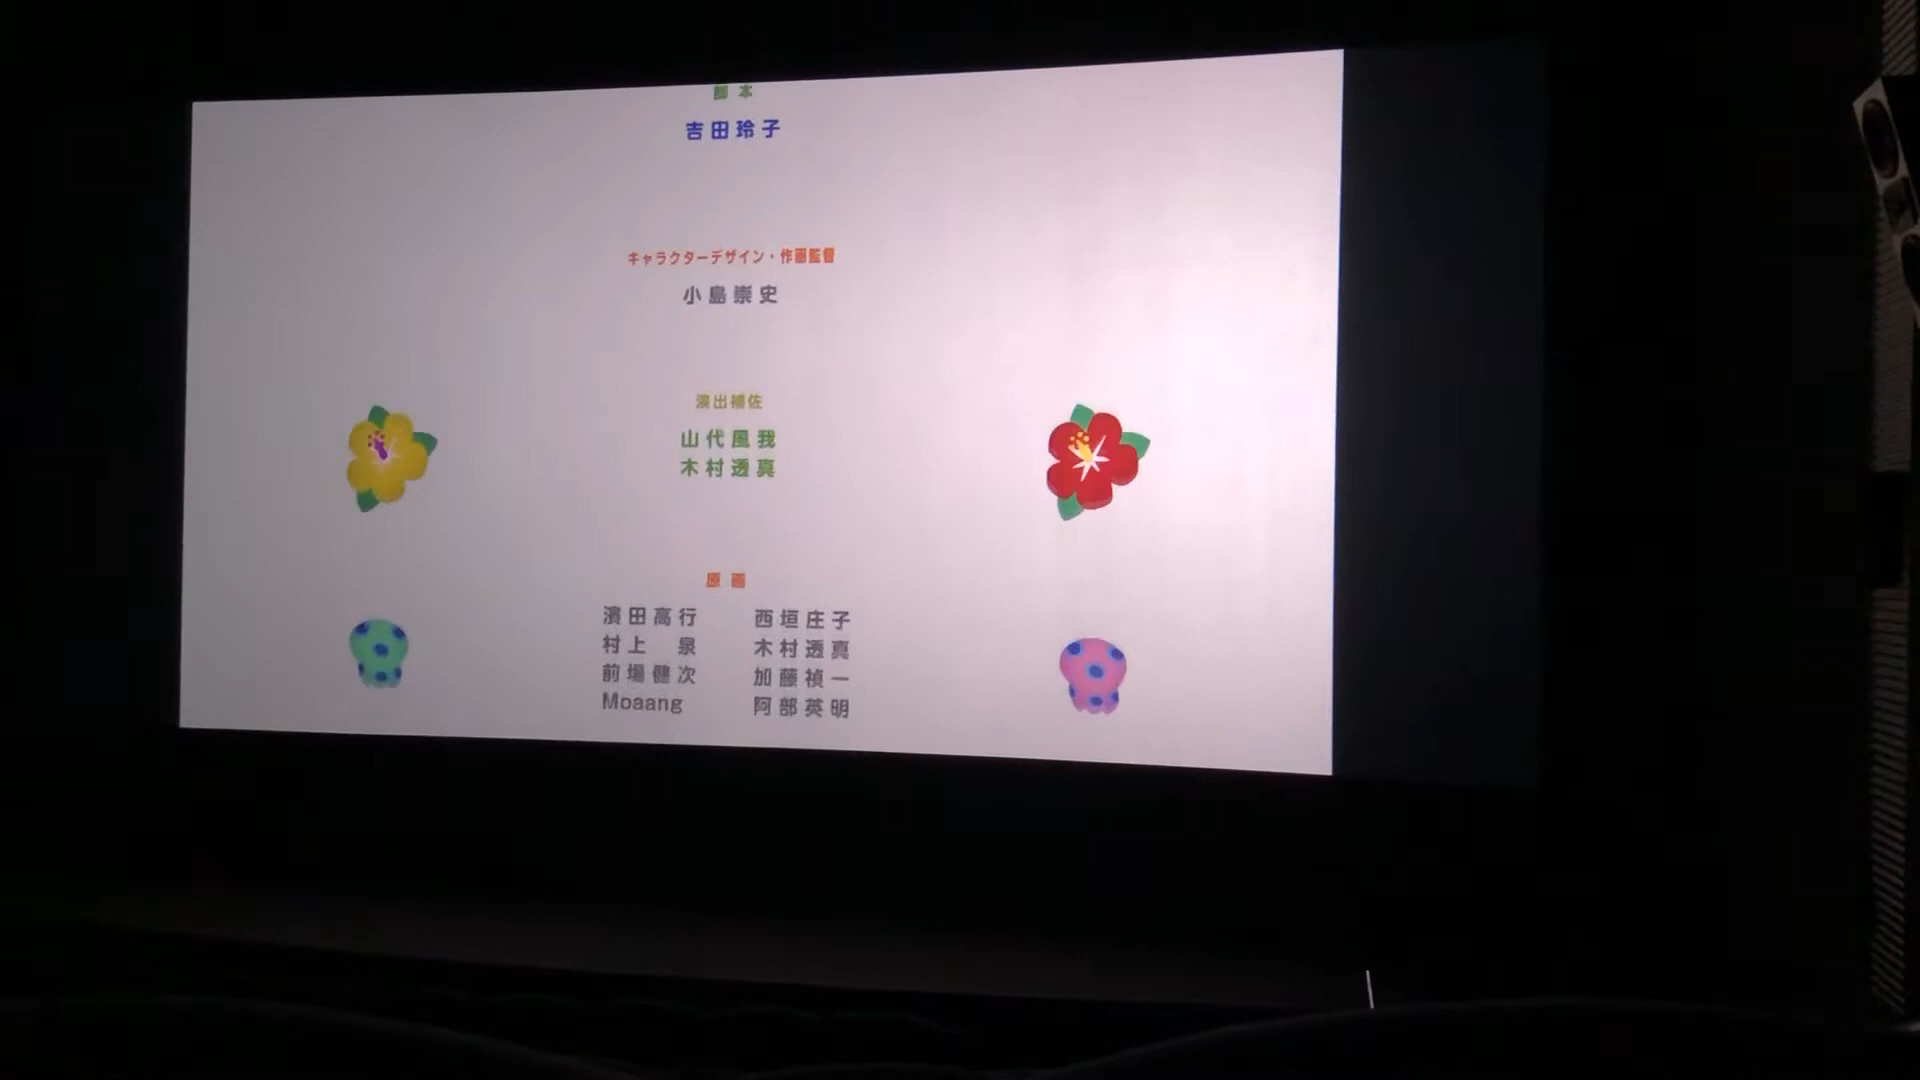 脚本
吉田玲子
キャラクターデザイン・作画監督
小島崇史
演出補佐
山代風我
木村透真
原画
濱田高行 西垣庄子
村上 泉 木村透真
前場健次 加藤禎一
Moaang 阿部英明